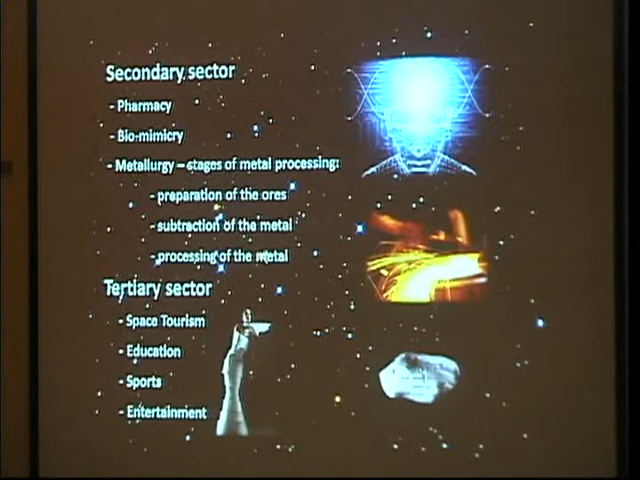 Secondary sector
- Pharmacy
- Bio-mimicry
- Metallurgy – stages of metal processing:
- preparation of the ores
- subtraction of the metal
- processing of the metal
Tertiary sector
- Space Tourism
- Education
- Sports
- Entertainment